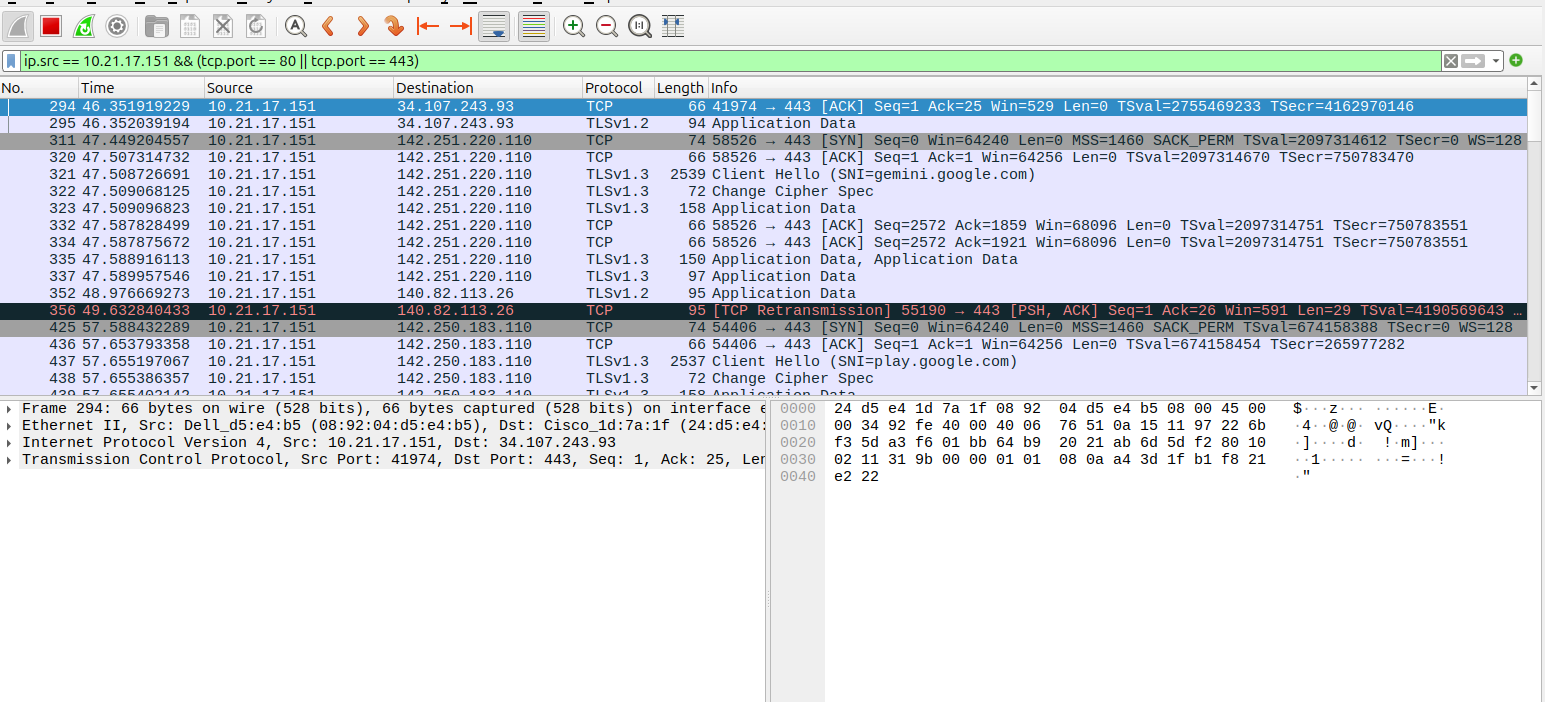 ip.src == 10.21.17.151 && (tcp.port == 80 || tcp.port == 443)
No. Time Source Destination Protocol Length Info
294 46.351919229 10.21.17.151 34.107.243.93 TCP 66 41974 → 443 [ACK] Seq=1 Ack=25 Win=529 Len=0 TSval=2755469233 TSecr=4162970146
295 46.352039194 10.21.17.151 34.107.243.93 TLSv1.2 94 Application Data
311 47.449204557 10.21.17.151 142.251.220.110 TCP 74 58526 → 443 [SYN] Seq=0 Win=64240 Len=0 MSS=1460 SACK_PERM TSval=2097314612 TSecr=0 WS=128
320 47.507314732 10.21.17.151 142.251.220.110 TCP 66 58526 → 443 [ACK] Seq=1 Ack=1 Win=64256 Len=0 TSval=2097314670 TSecr=750783470
321 47.508726691 10.21.17.151 142.251.220.110 TLSv1.3 2539 Client Hello (SNI=gemini.google.com)
322 47.509068125 10.21.17.151 142.251.220.110 TLSv1.3 72 Change Cipher Spec
323 47.509096823 10.21.17.151 142.251.220.110 TLSv1.3 158 Application Data
332 47.587828499 10.21.17.151 142.251.220.110 TCP 66 58526 → 443 [ACK] Seq=2572 Ack=1859 Win=68096 Len=0 TSval=2097314751 TSecr=750783551
334 47.587875672 10.21.17.151 142.251.220.110 TCP 66 58526 → 443 [ACK] Seq=2572 Ack=1921 Win=68096 Len=0 TSval=2097314751 TSecr=750783551
335 47.588916113 10.21.17.151 142.251.220.110 TLSv1.3 150 Application Data, Application Data
337 47.589957546 10.21.17.151 142.251.220.110 TLSv1.3 97 Application Data
352 48.976669273 10.21.17.151 140.82.113.26 TLSv1.2 95 Application Data
356 49.632840433 10.21.17.151 140.82.113.26 TCP 95 [TCP Retransmission] 55190 → 443 [PSH, ACK] Seq=1 Ack=26 Win=591 Len=29 TSval=4190569643 …
425 57.588432289 10.21.17.151 142.250.183.110 TCP 74 54406 → 443 [SYN] Seq=0 Win=64240 Len=0 MSS=1460 SACK_PERM TSval=674158388 TSecr=0 WS=128
436 57.653793358 10.21.17.151 142.250.183.110 TCP 66 54406 → 443 [ACK] Seq=1 Ack=1 Win=64256 Len=0 TSval=674158454 TSecr=265977282
437 57.655197067 10.21.17.151 142.250.183.110 TLSv1.3 2537 Client Hello (SNI=play.google.com)
438 57.655386357 10.21.17.151 142.250.183.110 TLSv1.3 72 Change Cipher Spec
439 57.655402142 10.21.17.151 142.250.183.110 TLSv1.3 158 Application Data
Frame 294: 66 bytes on wire (528 bits), 66 bytes captured (528 bits) on interface e
Ethernet II, Src: Dell_d5:e4:b5 (08:92:04:d5:e4:b5), Dst: Cisco_1d:7a:1f (24:d5:e4:
Internet Protocol Version 4, Src: 10.21.17.151, Dst: 34.107.243.93
Transmission Control Protocol, Src Port: 41974, Dst Port: 443, Seq: 1, Ack: 25, Ler
0000 24 d5 e4 1d 7a 1f 08 92 04 d5 e4 b5 08 00 45 00 $···z··· ······E·
0010 00 34 92 fe 40 00 40 06 76 51 0a 15 11 97 22 6b ·4··@·@· vQ····"k
0020 f3 5d a3 f6 01 bb 64 b9 20 21 ab 6d 5d f2 80 10 ·]····d· !·m]···
0030 02 11 31 9b 00 00 01 01 08 0a a4 3d 1f b1 f8 21 ··1····· ···=···!
0040 e2 22 ·"